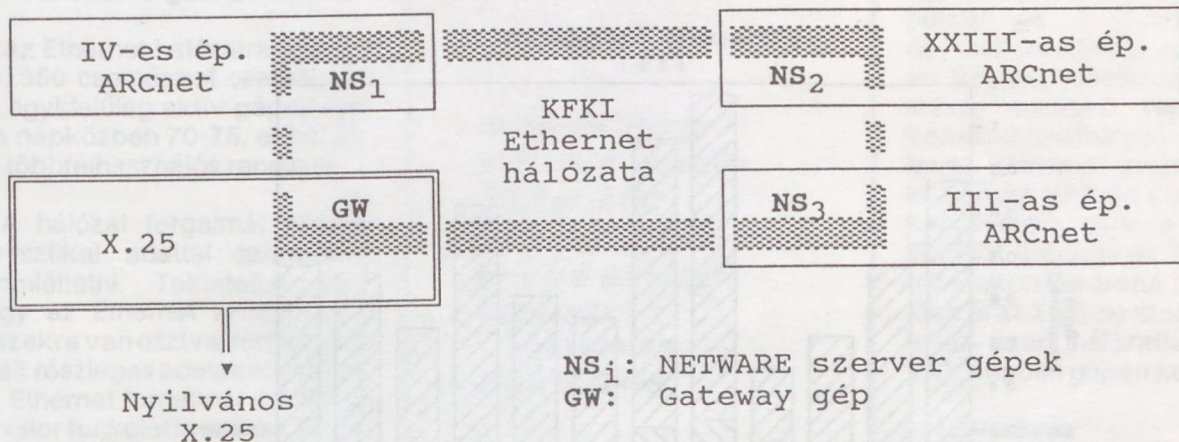 IV-es ép.
ARCnet
NS1
XXIII-as ép.
ARCnet
NS2
KFKI
Ethernet
hálózata
X.25
GW
III-as ép.
ARCnet
NS3
Nyilvános
X.25
NSi: NETWARE szerver gépek
GW: Gateway gép